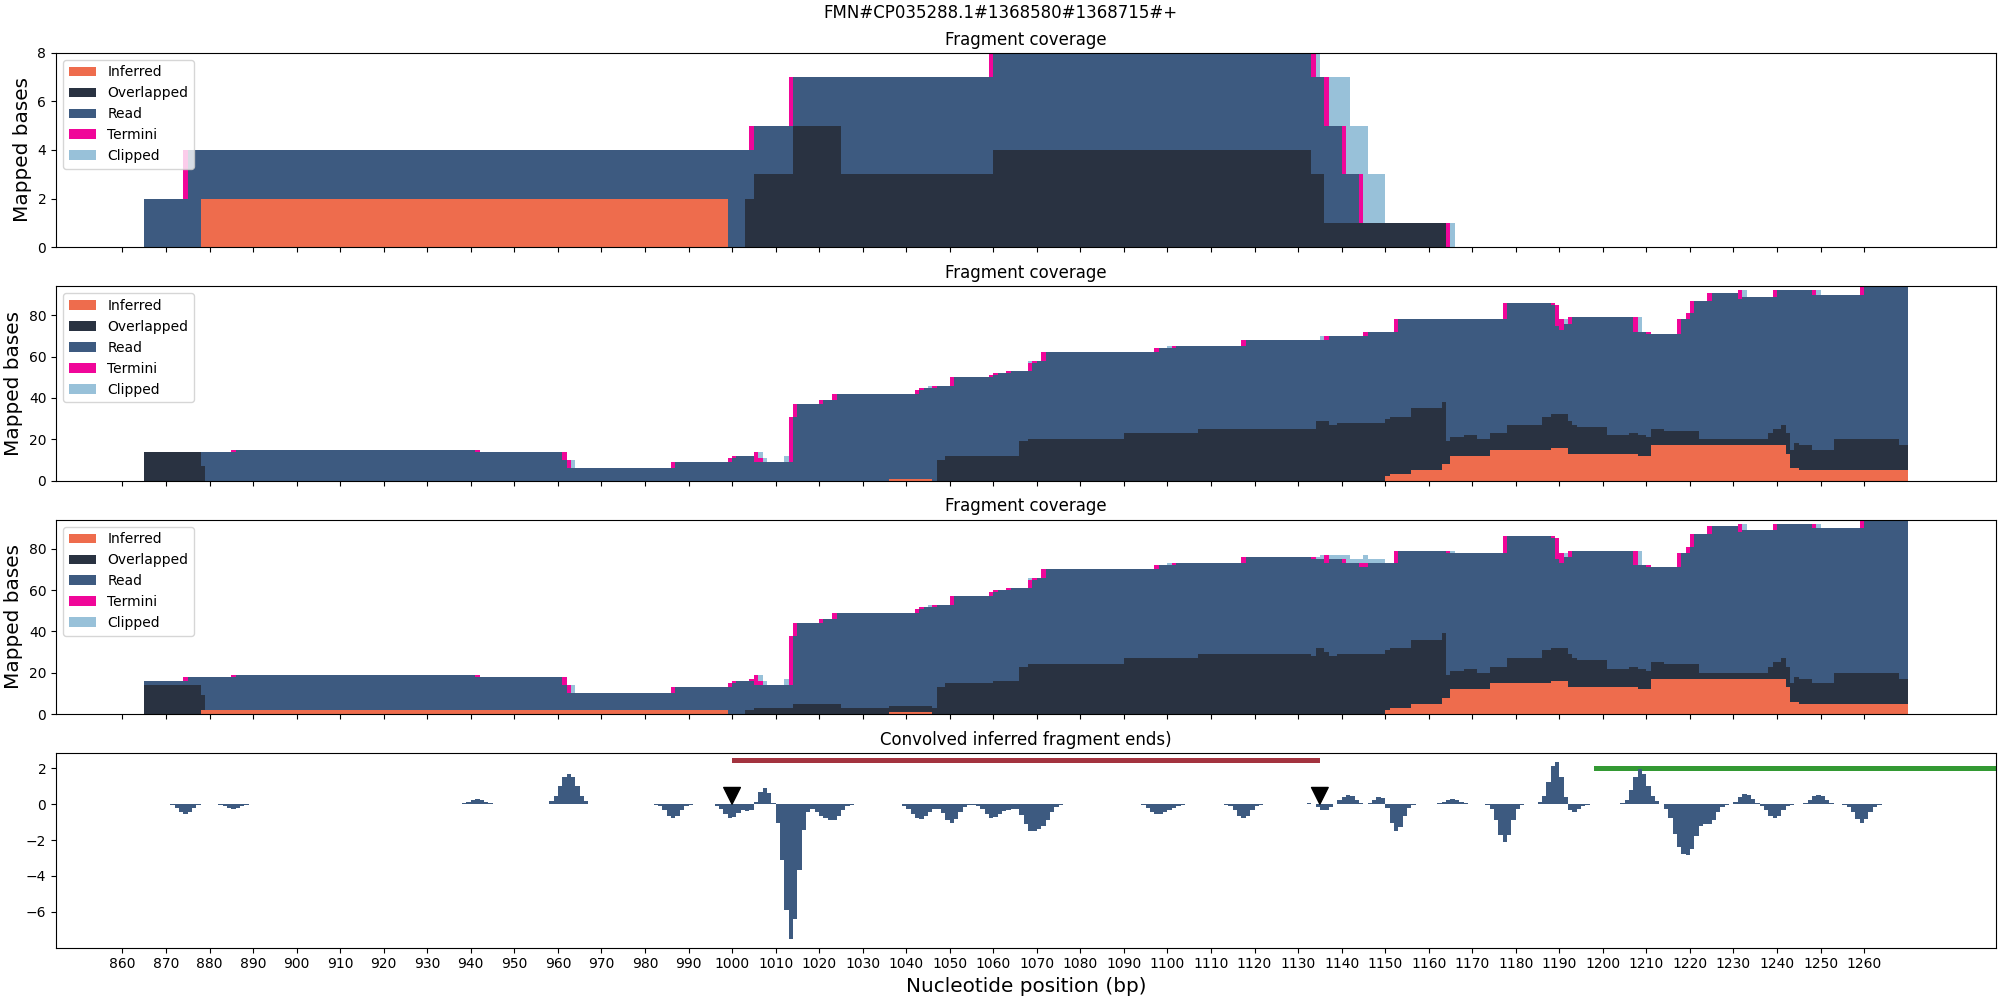 FMN#CP035288.1#1368580#1368715#+
Fragment coverage
Mapped bases
8
6
4
2
0
Inferred
Overlapped
Read
Termini
Clipped
Fragment coverage
Mapped bases
80
60
40
20
0
Inferred
Overlapped
Read
Termini
Clipped
Fragment coverage
Mapped bases
80
60
40
20
0
Inferred
Overlapped
Read
Termini
Clipped
Convolved inferred fragment ends)
2
0
−2
−4
−6
860 870 880 890 900 910 920 930 940 950 960 970 980 990 1000 1010 1020 1030 1040 1050 1060 1070 1080 1090 1100 1110 1120 1130 1140 1150 1160 1170 1180 1190 1200 1210 1220 1230 1240 1250 1260
Nucleotide position (bp)